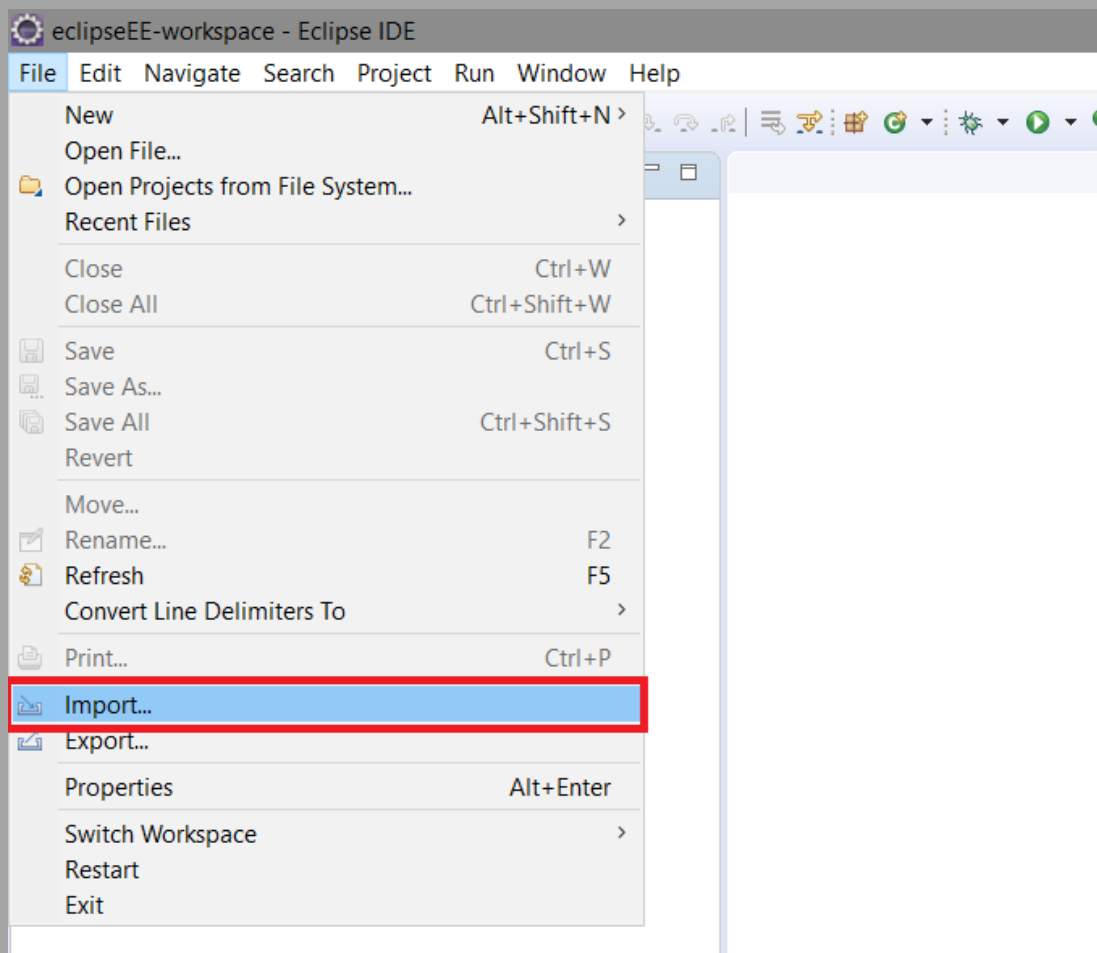 eclipseEE-workspace - Eclipse IDE
File Edit Navigate Search Project Run Window Help
New Alt+Shift+N
Open File...
Open Projects from File System...
Recent Files
Close Ctrl+W
Close All Ctrl+Shift+W
Save Ctrl+S
Save As...
Save All Ctrl+Shift+S
Revert
Move...
Rename... F2
Refresh F5
Convert Line Delimiters To
Print... Ctrl+P
Import...
Export...
Properties Alt+Enter
Switch Workspace
Restart
Exit